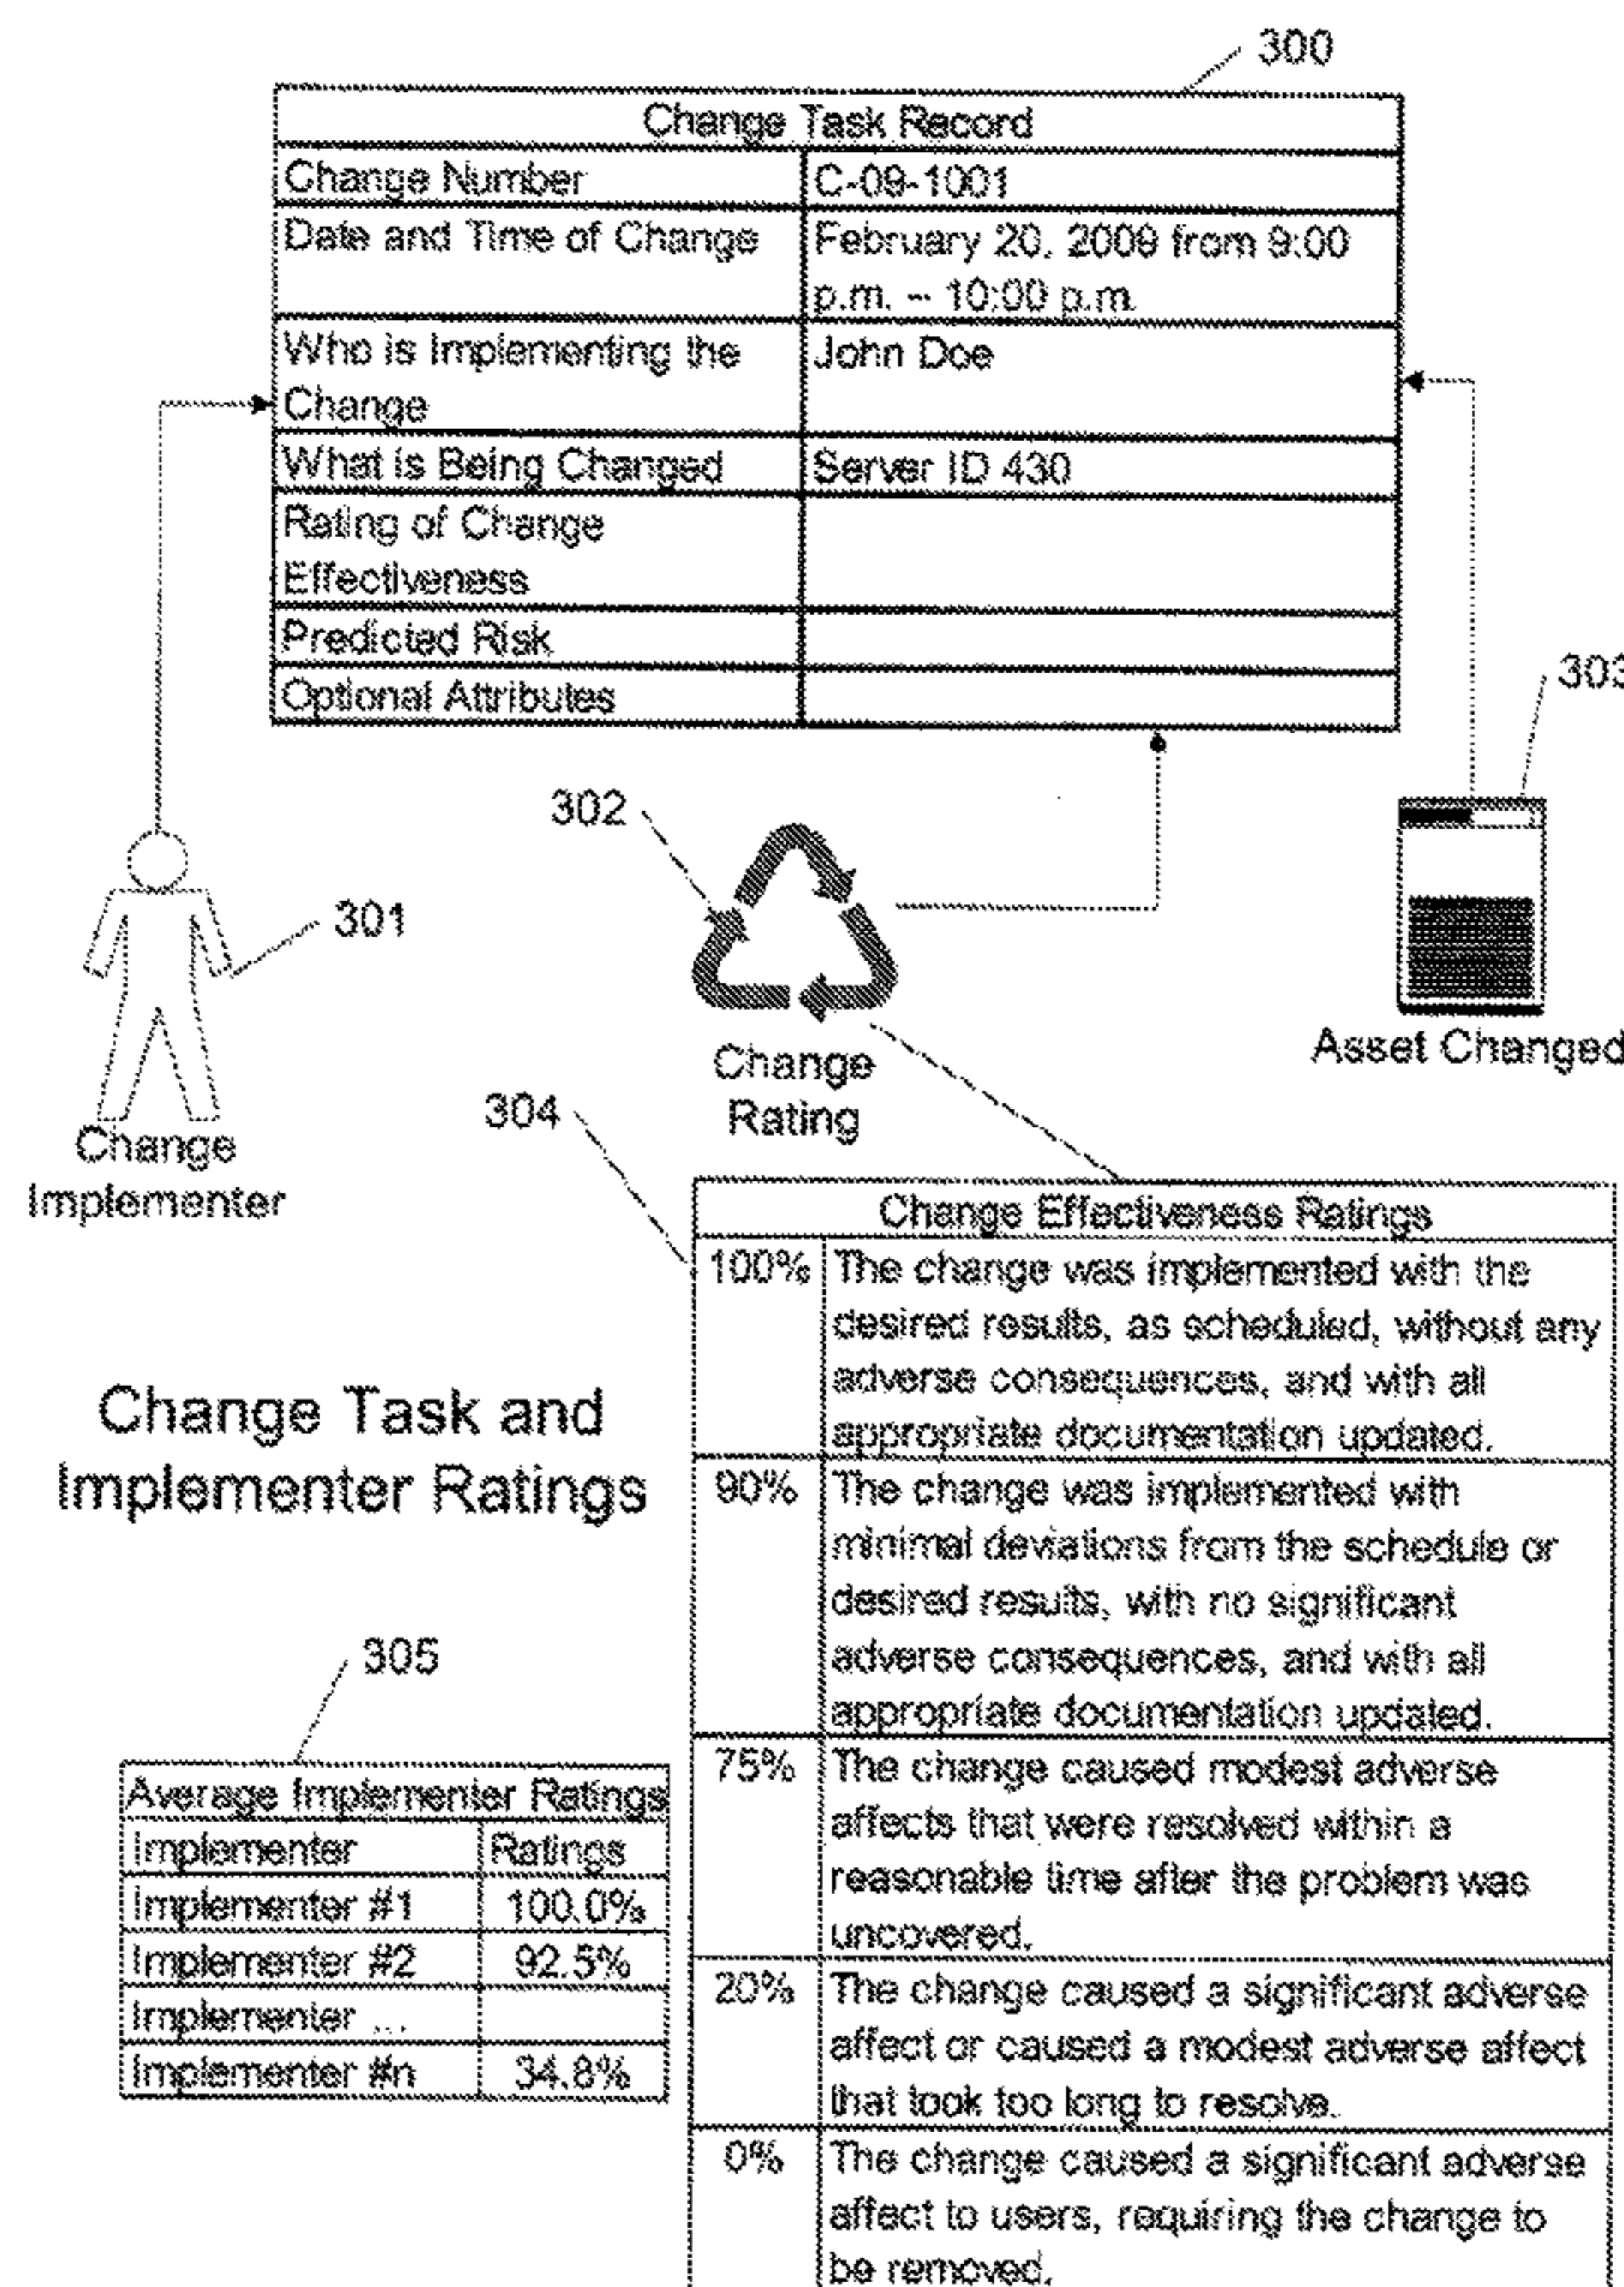 300
Change Task Record
Change Number C-09-1001
Date and Time of Change February 20, 2009 from 9:00
p.m. – 10:00 p.m.
Who is Implementing the John Doe
Change
What is Being Changed Server ID 430
Rating of Change
Effectiveness
Predicted Risk
Optional Attributes
303
302
301
Asset Changed
Change
Rating
304
Change
Implementer
Change Effectiveness Ratings
100% The change was implemented with the
desired results, as scheduled, without any
adverse consequences, and with all
appropriate documentation updated.
Change Task and
Implementer Ratings
90% The change was implemented with
minimal deviations from the schedule or
desired results, with no significant
adverse consequences, and with all
appropriate documentation updated.
305
75% The change caused modest adverse
affects that were resolved within a
reasonable time after the problem was
uncovered.
Average Implementer Ratings
Implementer Ratings
Implementer #1 100.0%
Implementer #2 92.5%
Implementer ...
Implementer #n 34.8%
20% The change caused a significant adverse
affect or caused a modest adverse affect
that took too long to resolve.
0% The change caused a significant adverse
affect to users, requiring the change to
be removed.